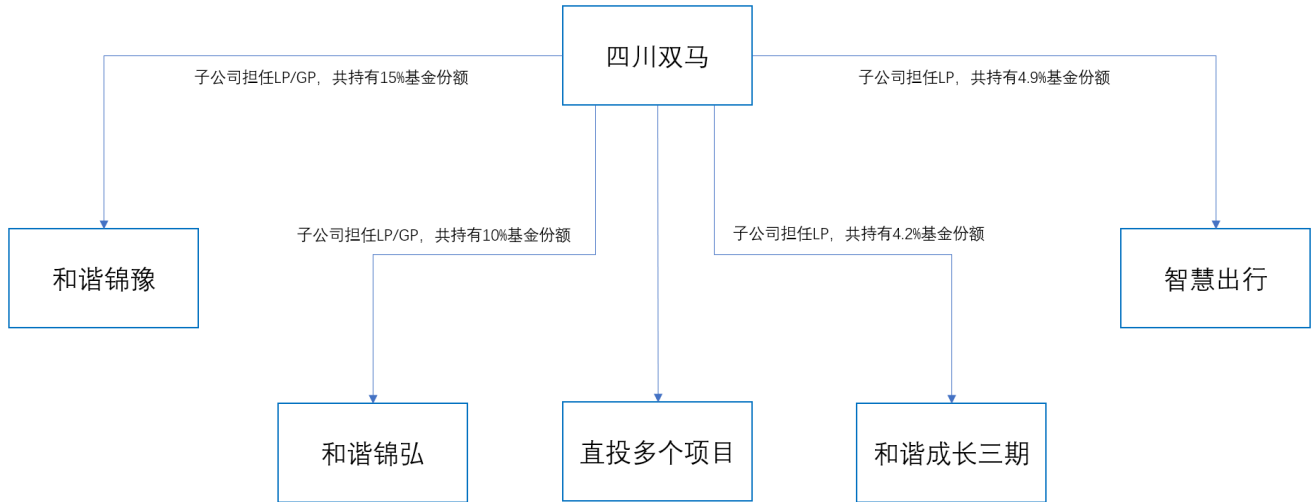 四川双马
子公司担任LP/GP，共持有15%基金份额
子公司担任LP，共持有4.9%基金份额
子公司担任LP/GP，共持有10%基金份额
子公司担任LP，共持有4.2%基金份额
和谐锦豫
智慧出行
和谐锦弘
直投多个项目
和谐成长三期